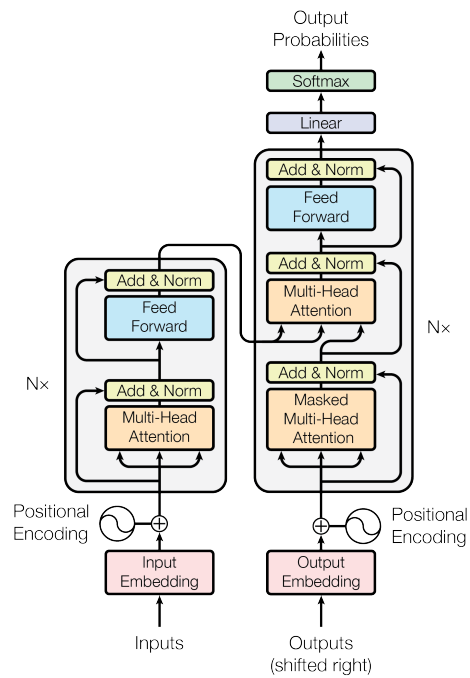 Output
Probabilities
Softmax
Linear
Add & Norm
Feed
Forward
Add & Norm
Multi-Head
Attention
Add & Norm
Masked
Multi-Head
Attention
N×
Add & Norm
Feed
Forward
Add & Norm
Multi-Head
Attention
N×
Positional
Encoding
Positional
Encoding
Input
Embedding
Output
Embedding
Inputs
Outputs
(shifted right)